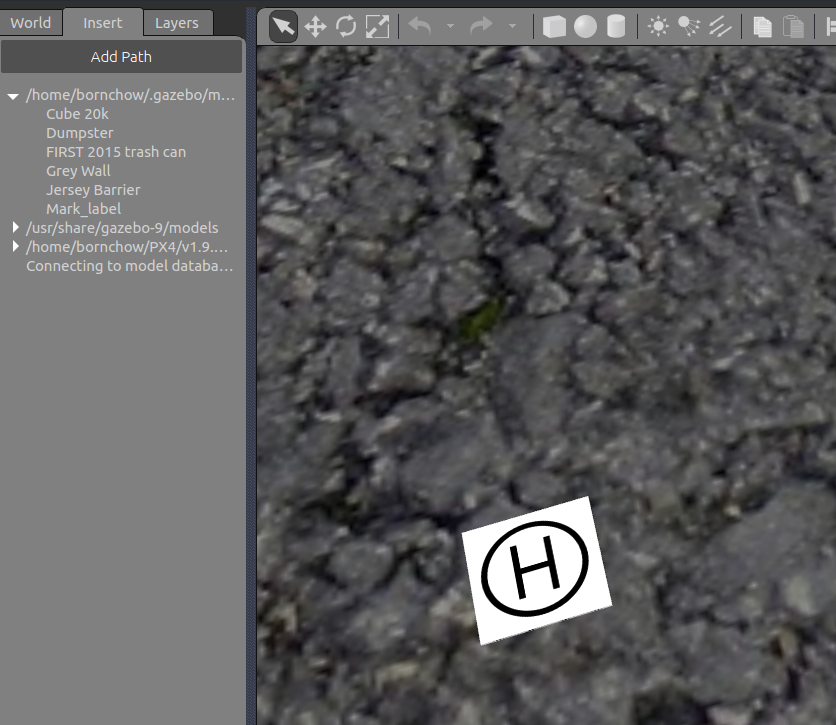 World Insert Layers
Add Path
/home/bornchow/.gazebo/m...
Cube 20k
Dumpster
FIRST 2015 trash can
Grey Wall
Jersey Barrier
Mark_label
/usr/share/gazebo-9/models
/home/bornchow/PX4/v1.9....
Connecting to model databa...
H